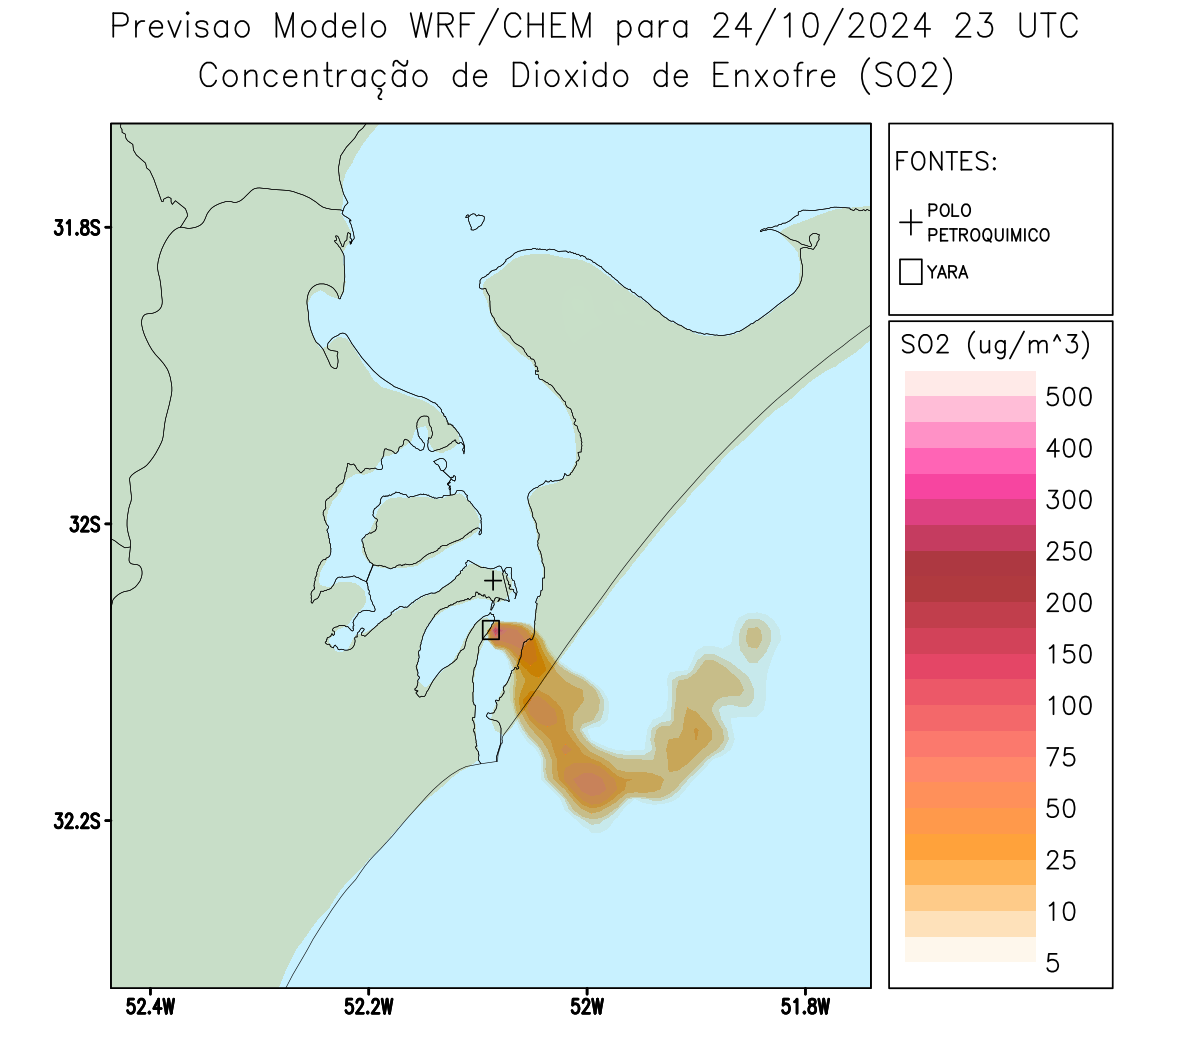 Previsao Modelo WRF/CHEM para 24/10/2024 23 UTC
Concentração de Dioxido de Enxofre (SO2)
FONTES:
POLO
PETROQUIMICO
YARA
31.8S
32S
32.2S
52.4W
52.2W
52W
51.8W
SO2 (ug/m^3)
500
400
300
250
200
150
100
75
50
25
10
5